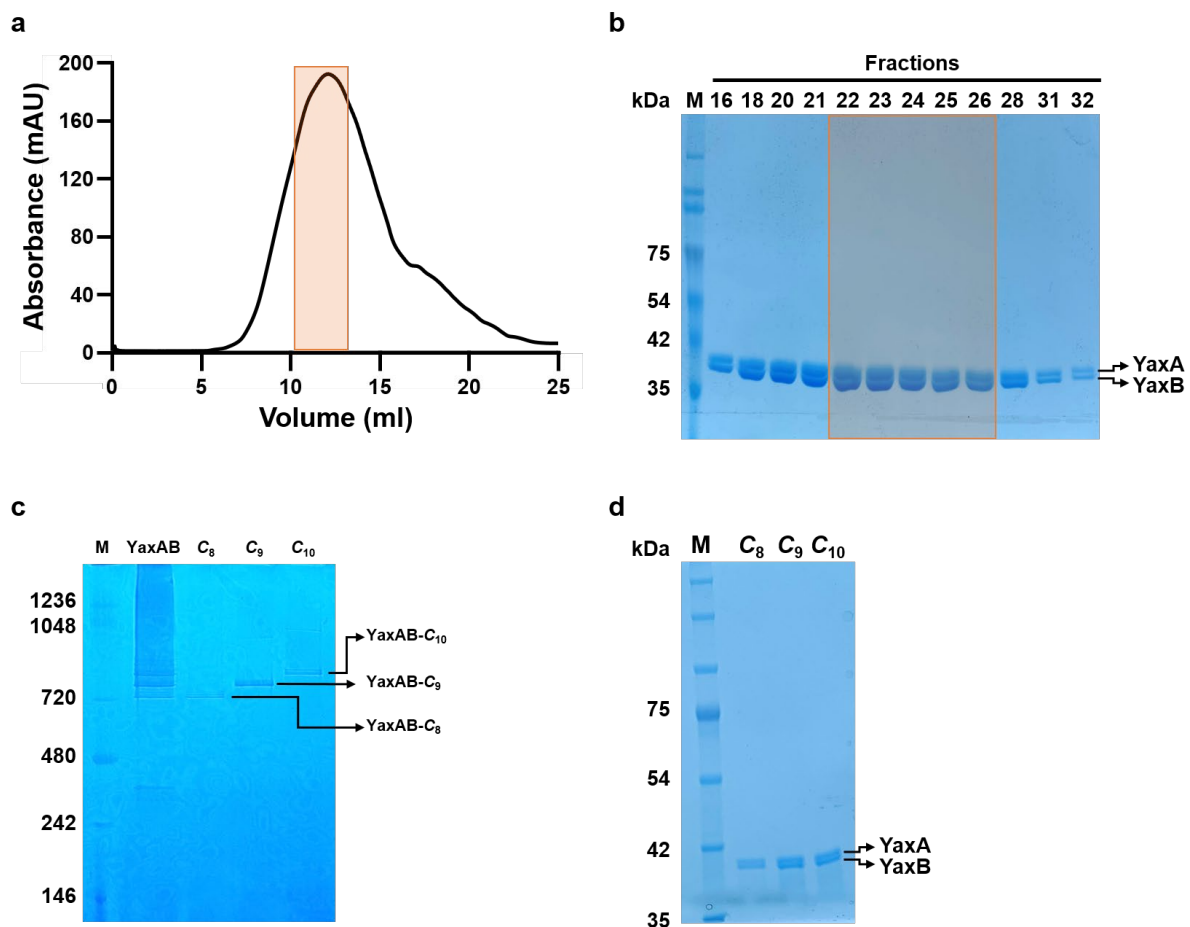 a
200
160
120
80
40
0
Absorbance (mAU)
0 5 10 15 20 25
Volume (ml)
b
Fractions
kDa M 16 18 20 21 22 23 24 25 26 28 31 32
75
54
42
35
YaxA
YaxB
c
M YaxAB C8 C9 C10
1236
1048
720
480
242
146
YaxAB-C10
YaxAB-C9
YaxAB-C8
d
kDa M C8 C9 C10
75
54
42
35
YaxA
YaxB